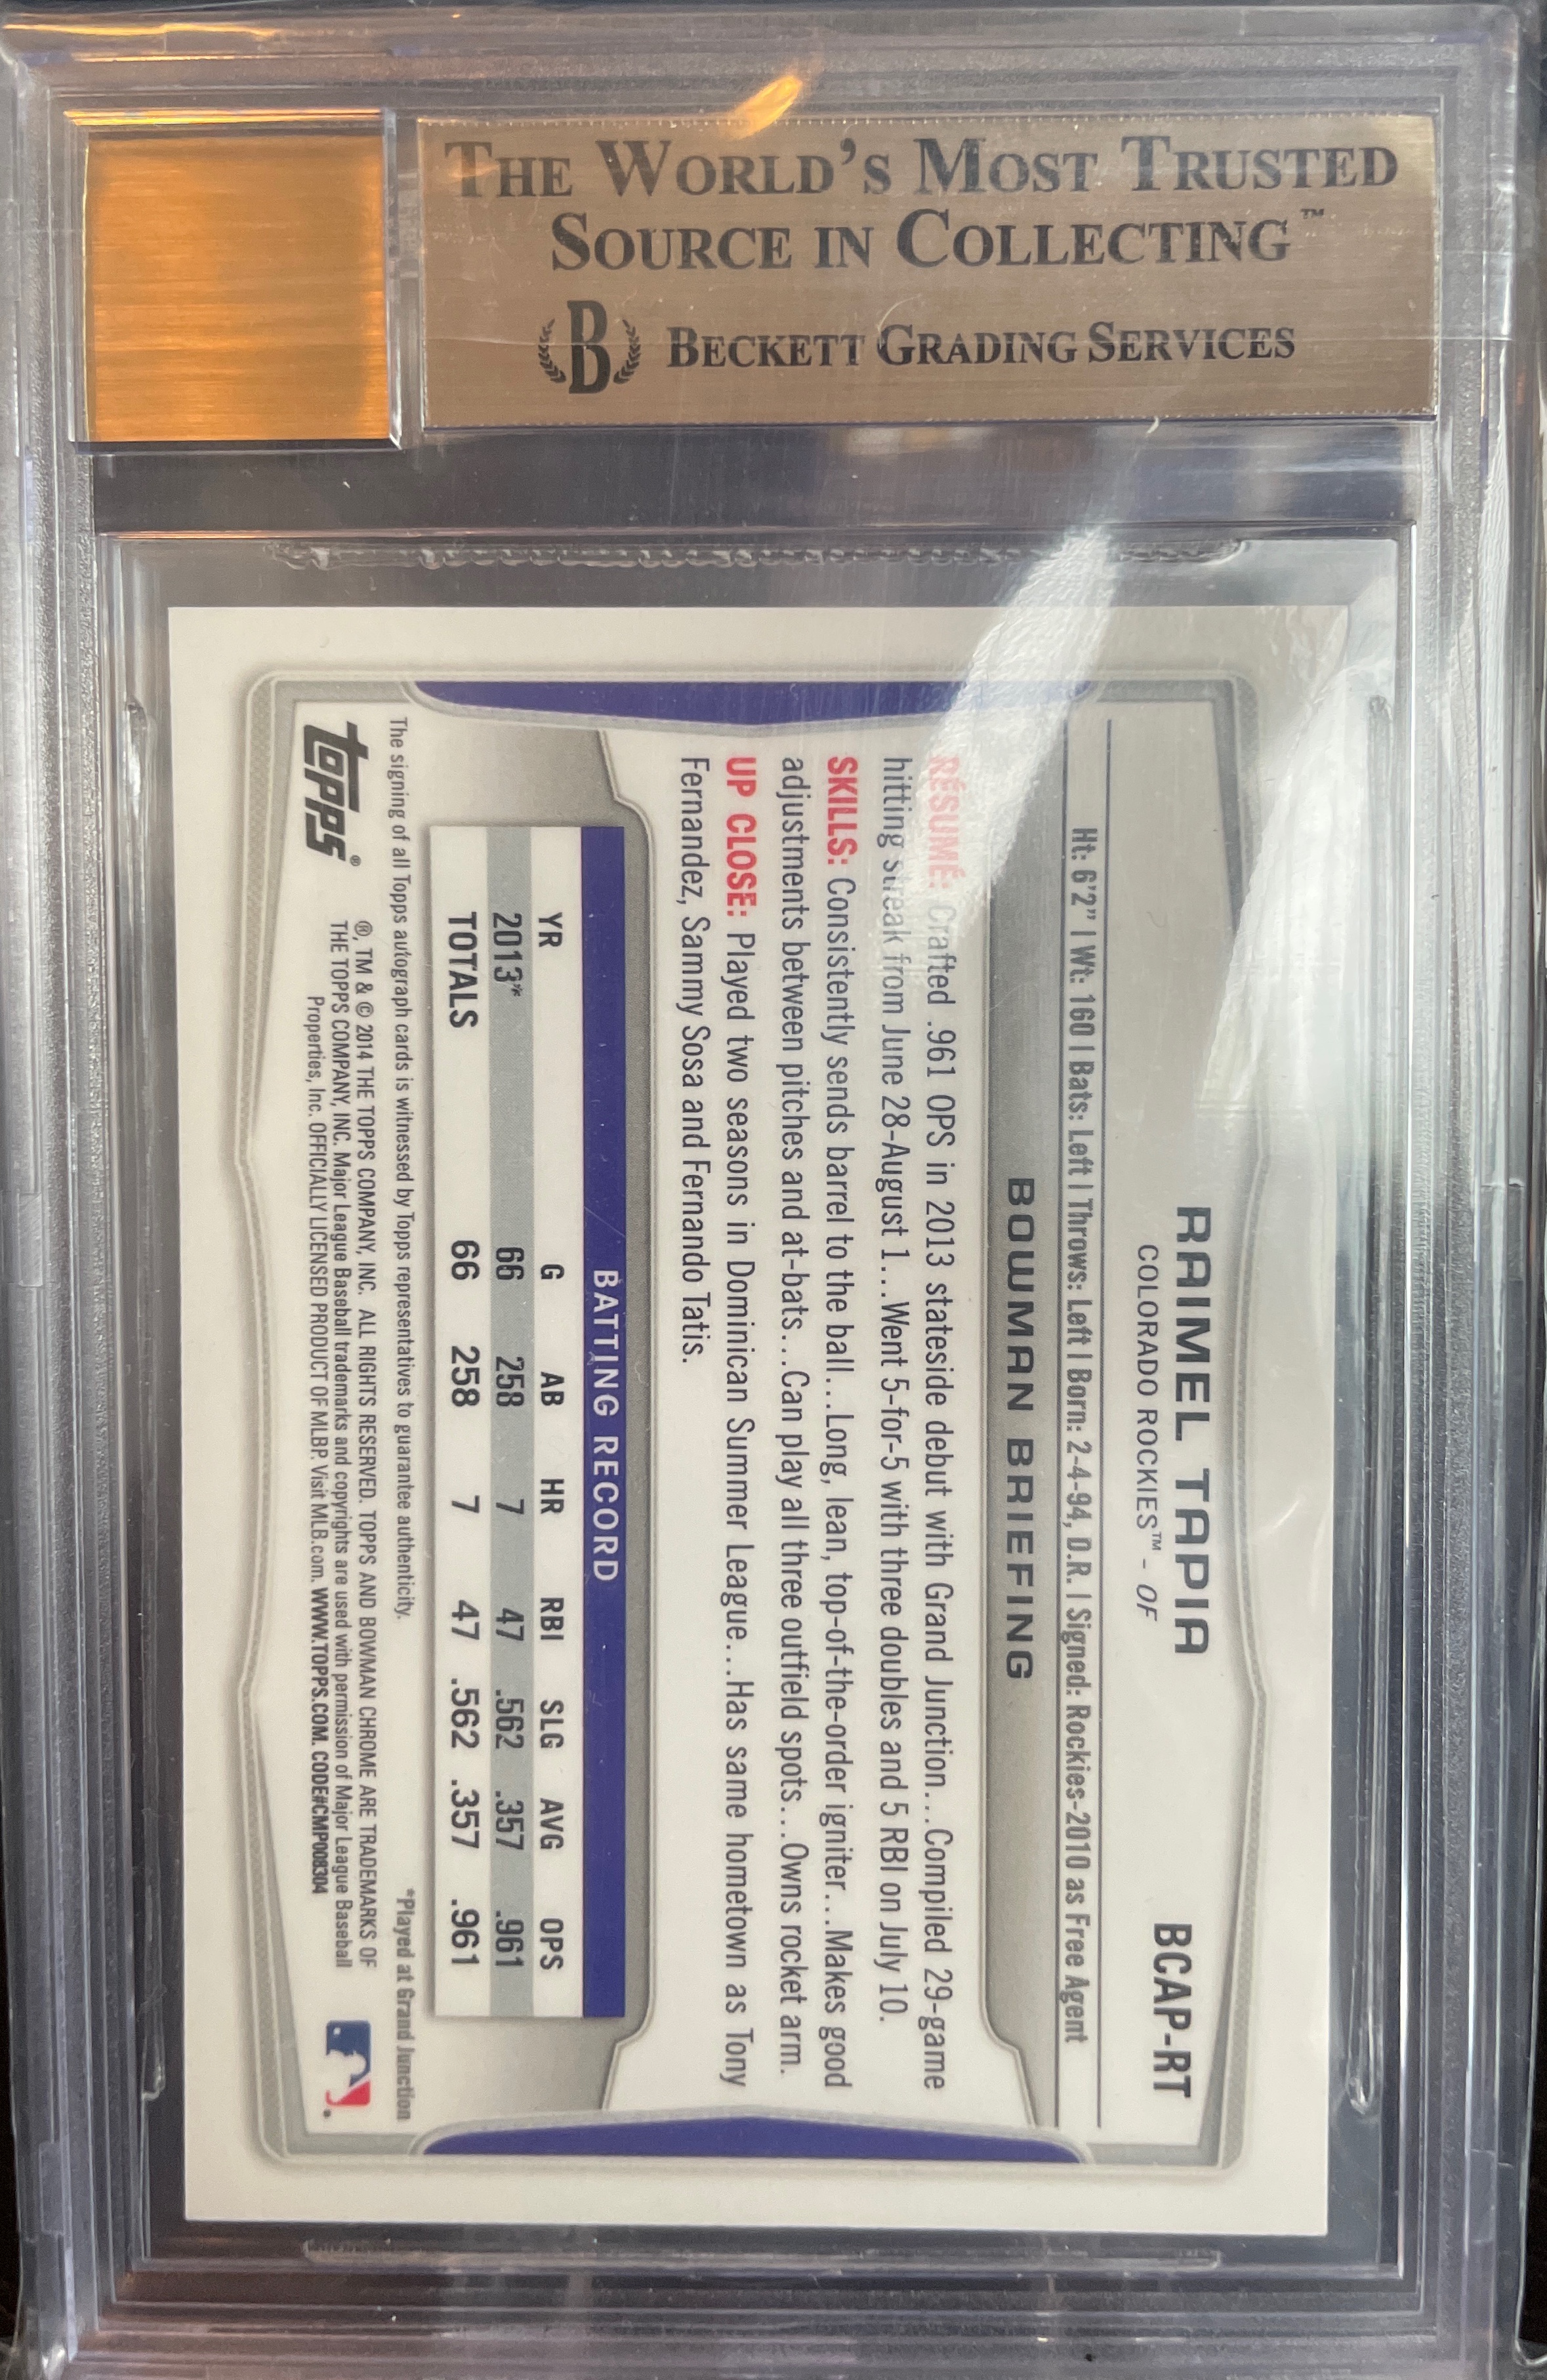 THE WORLD'S MOST TRUSTED
SOURCE IN COLLECTING™
B BECKETT GRADING SERVICES
RAIMEL TAPIA
BCAP-RT
COLORADO ROCKIES™ - OF
Ht: 6'2" | Wt: 160 | Bats: Left | Throws: Left | Born: 2-4-94, D.R. | Signed: Rockies-2010 as Free Agent
BOWMAN BRIEFING
RÉSUMÉ: Crafted .961 OPS in 2013 stateside debut with Grand Junction...Compiled 29-game
hitting streak from June 28-August 1...Went 5-for-5 with three doubles and 5 RBI on July 10.
SKILLS: Consistently sends barrel to the ball...Long, lean, top-of-the-order igniter...Makes good
adjustments between pitches and at-bats...Can play all three outfield spots...Owns rocket arm.
UP CLOSE: Played two seasons in Dominican Summer League...Has same hometown as Tony
Fernandez, Sammy Sosa and Fernando Tatis.
BATTING RECORD
YR G AB HR RBI SLG AVG OPS
2013* 66 258 7 47 .562 .357 .961
TOTALS 66 258 7 47 .562 .357 .961
*Played at Grand Junction
The signing of all Topps autograph cards is witnessed by Topps representatives to guarantee authenticity.
topps®
®, TM & © 2014 THE TOPPS COMPANY, INC. ALL RIGHTS RESERVED. TOPPS AND BOWMAN CHROME ARE TRADEMARKS OF
THE TOPPS COMPANY, INC. Major League Baseball trademarks and copyrights are used with permission of Major League Baseball
Properties, Inc. OFFICIALLY LICENSED PRODUCT OF MLBP. Visit MLB.com. WWW.TOPPS.COM. CODE#CMP008304